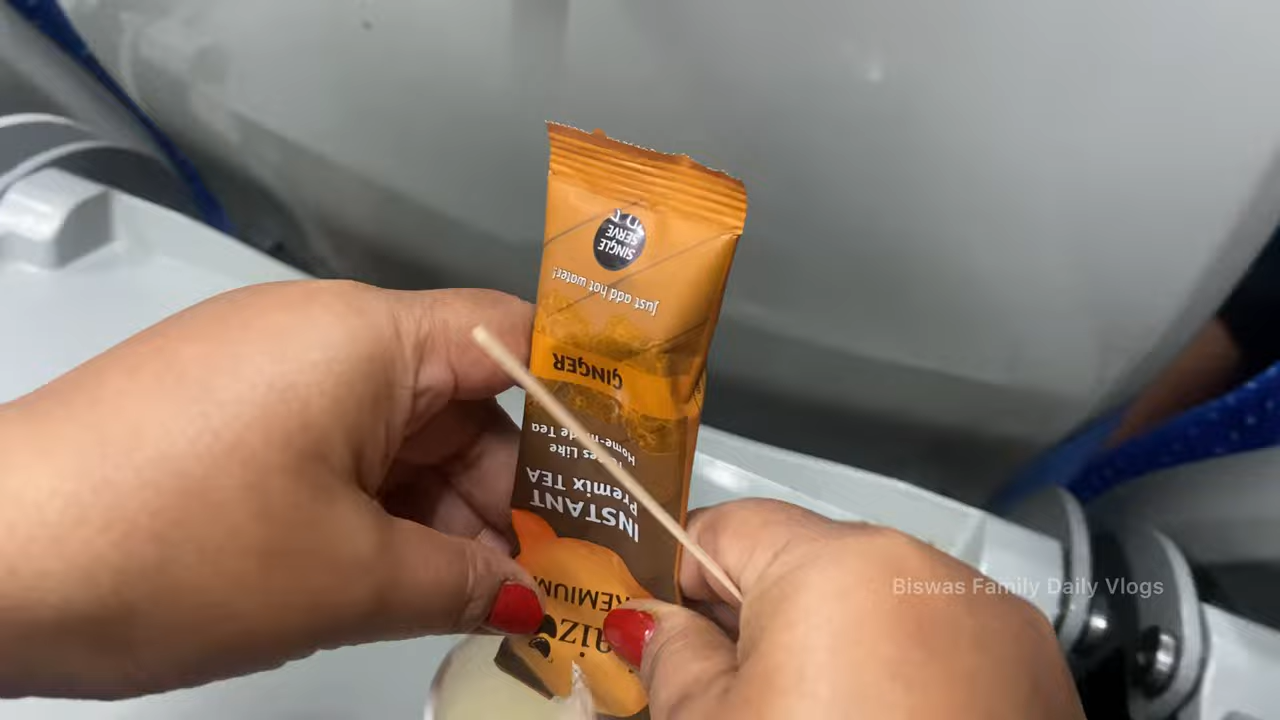 PREMIUM
INSTANT
Premix TEA
Tastes Like
Home-made Tea
GINGER
Just add hot water!
SINGLE
SERVE
Biswas Family Daily Vlogs